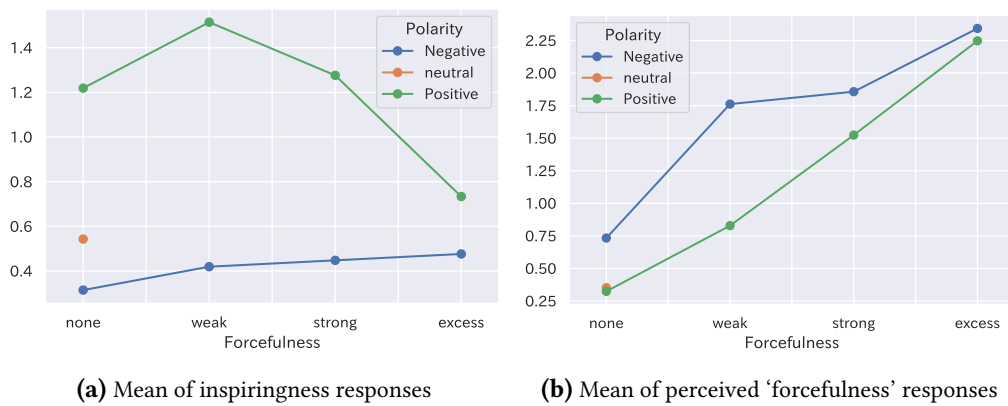 1.4
1.2
1.0
0.8
0.6
0.4
Polarity
Negative
neutral
Positive
none weak strong excess
Forcefulness
(a) Mean of inspiringness responses
2.25
2.00
1.75
1.50
1.25
1.00
0.75
0.50
0.25
Polarity
Negative
neutral
Positive
none weak strong excess
Forcefulness
(b) Mean of perceived ‘forcefulness’ responses